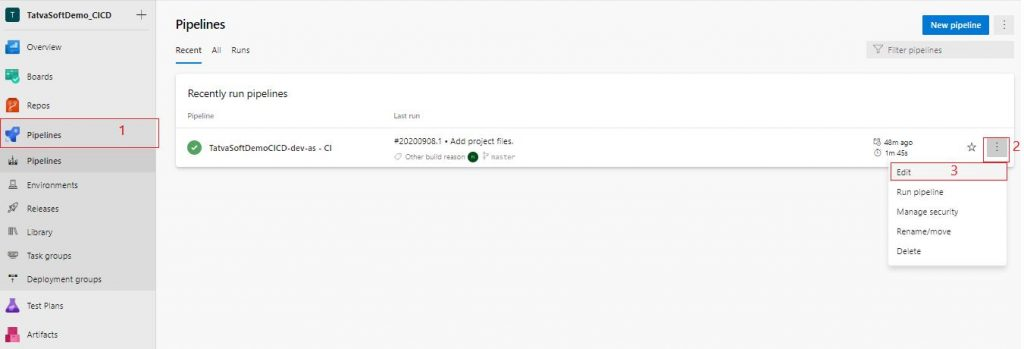 T TatvaSoftDemo_CICD
Overview
Boards
Repos
Pipelines 1
Pipelines
Environments
Releases
Library
Task groups
Deployment groups
Test Plans
Artifacts
Pipelines
New pipeline
Recent All Runs
Filter pipelines
Recently run pipelines
Pipeline Last run
TatvaSoftDemoCICD-dev-as - CI
#20200908.1 • Add project files.
Other build reason master
48m ago
1m 45s
2
Edit 3
Run pipeline
Manage security
Rename/move
Delete